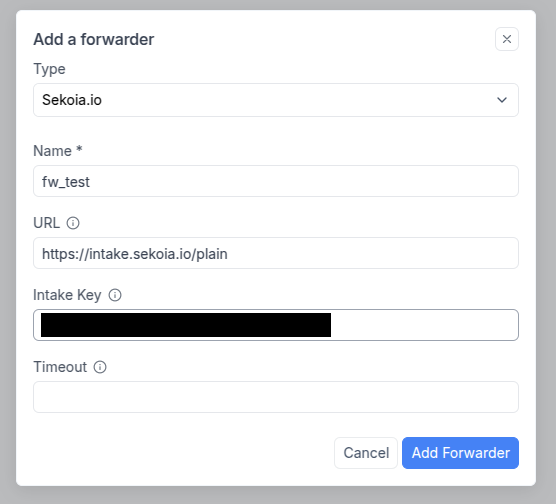 Add a forwarder
Type
Sekoia.io
Name *
fw_test
URL
https://intake.sekoia.io/plain
Intake Key
Timeout
Cancel
Add Forwarder